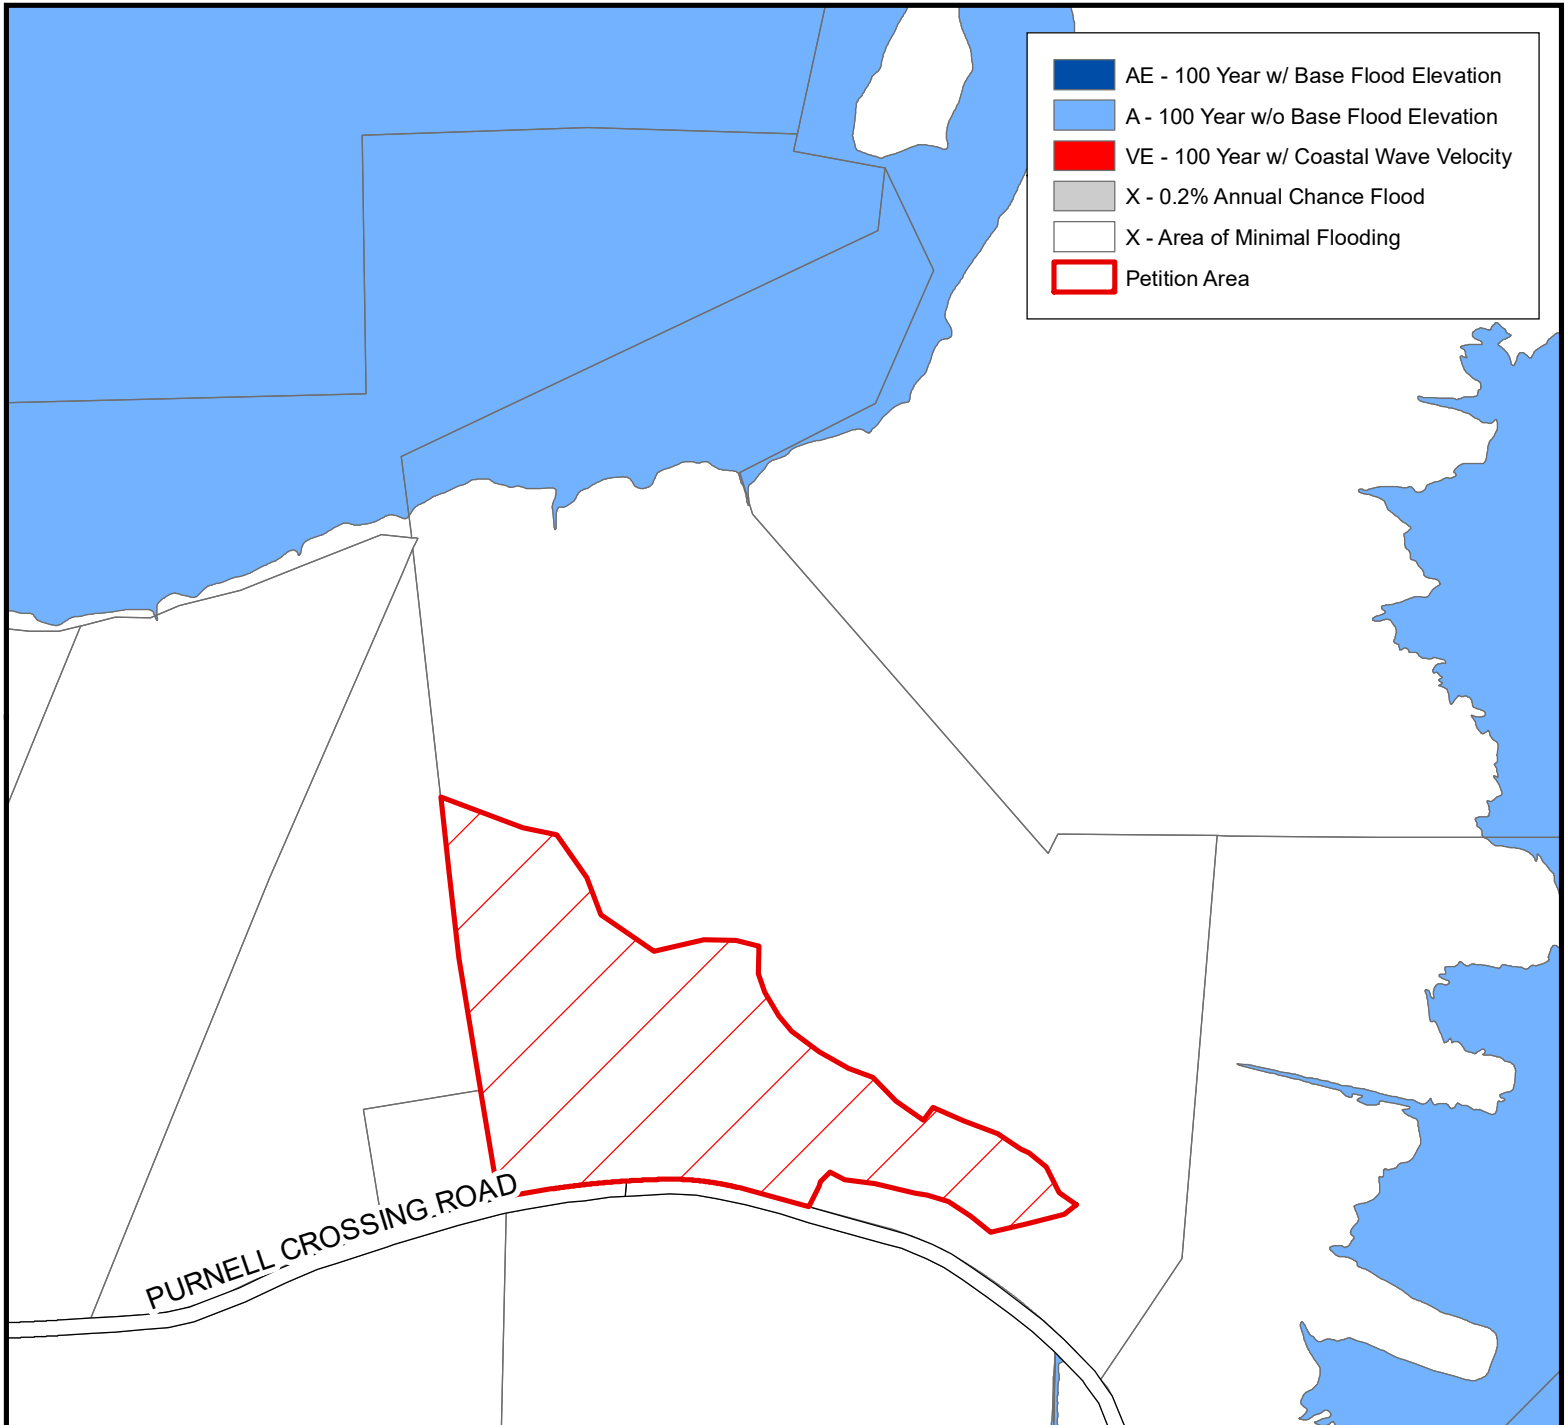 AE - 100 Year w/ Base Flood Elevation
A - 100 Year w/o Base Flood Elevation
VE - 100 Year w/ Coastal Wave Velocity
X - 0.2% Annual Chance Flood
X - Area of Minimal Flooding
Petition Area
PURNELL CROSSING ROAD